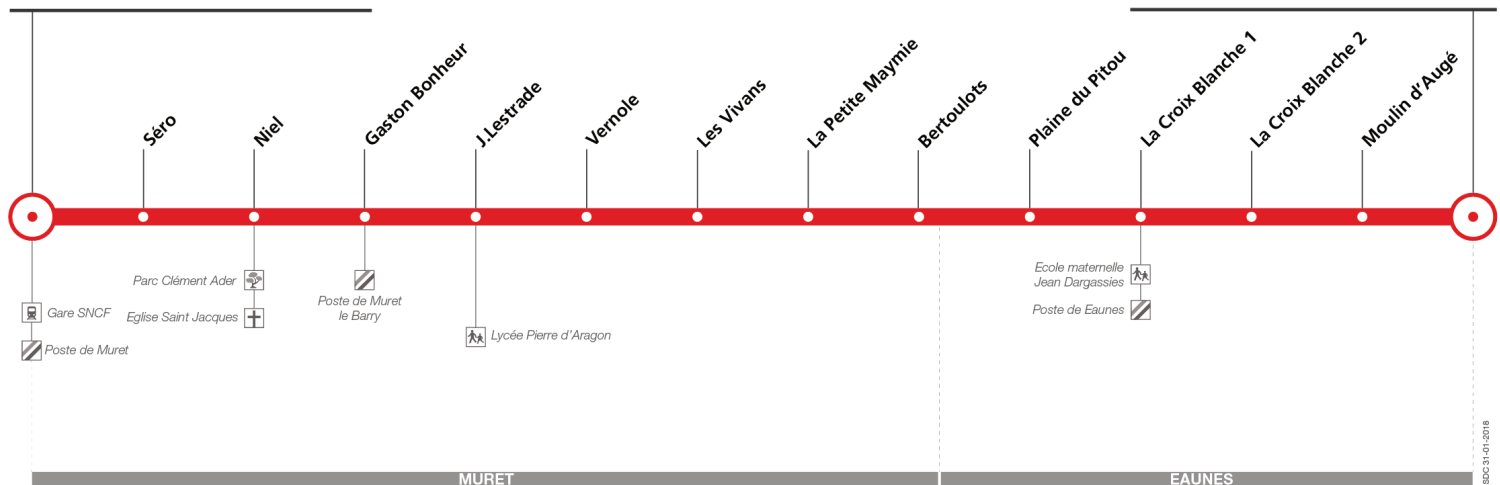 Séro
Niel
Gaston Bonheur
J.Lestrade
Vernole
Les Vivans
La Petite Maymie
Bertoulots
Plaine du Pitou
La Croix Blanche 1
La Croix Blanche 2
Moulin d'Augé
Gare SNCF
Poste de Muret
Parc Clément Ader
Eglise Saint Jacques
Poste de Muret
le Barry
Lycée Pierre d'Aragon
Ecole maternelle
Jean Dargassies
Poste de Eaunes
MURET
EAUNES
SDC 31-01-2018